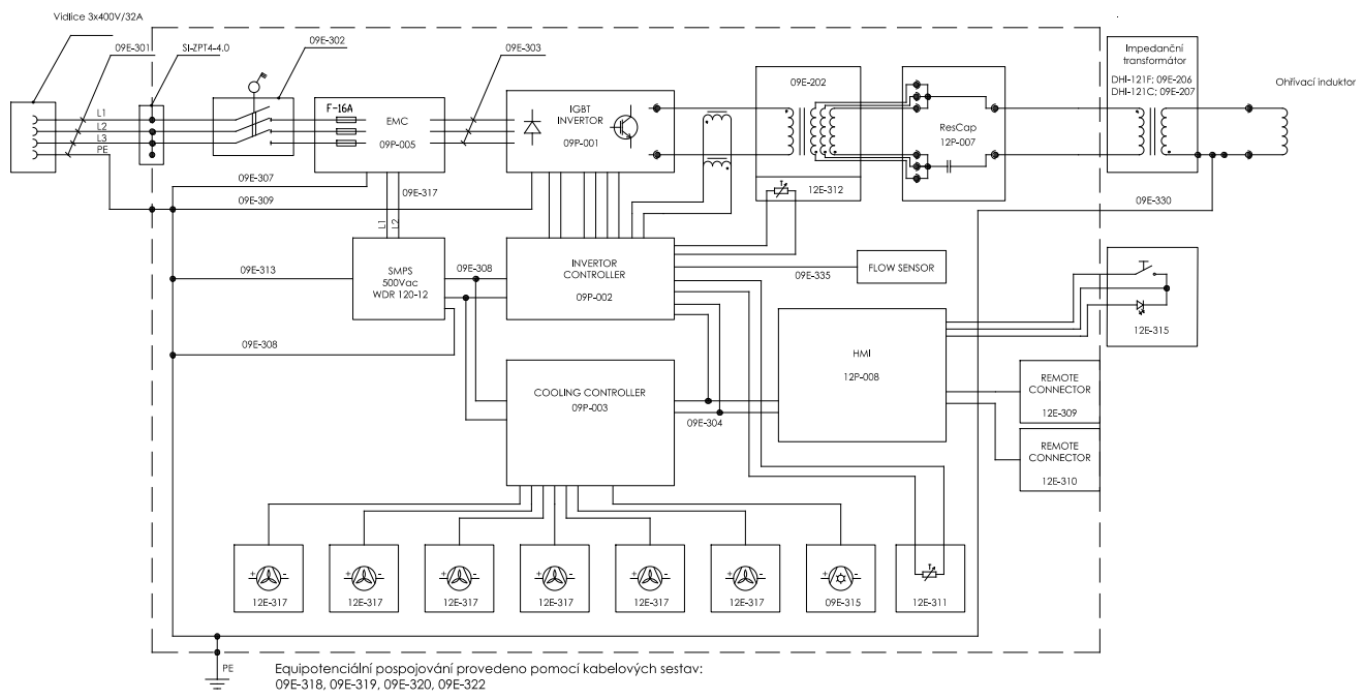 Vidlice 3x400V/32A
09E-301
SI-ZPT4-4.0
09E-302
09E-303
L1
L2
L3
PE
F-16A
EMC
09P-005
IGBT
INVERTOR
09P-001
09E-202
12E-312
ResCap
12P-007
Impedanční
transformátor
DHI-121F; 09E-206
DHI-121C; 09E-207
Ohřívací induktor
09E-307
09E-309
09E-317
L1
L2
09E-330
09E-313
SMPS
500Vac
WDR 120-12
09E-308
INVERTOR
CONTROLLER
09P-002
09E-335
FLOW SENSOR
12E-315
09E-308
COOLING CONTROLLER
09P-003
09E-304
HMI
12P-008
REMOTE
CONNECTOR
12E-309
REMOTE
CONNECTOR
12E-310
+ -
12E-317
+ -
12E-317
+ -
12E-317
+ -
12E-317
+ -
12E-317
+ -
12E-317
+ -
09E-315
12E-311
PE
Equipotenciální pospojování provedeno pomocí kabelových sestav:
09E-318, 09E-319, 09E-320, 09E-322